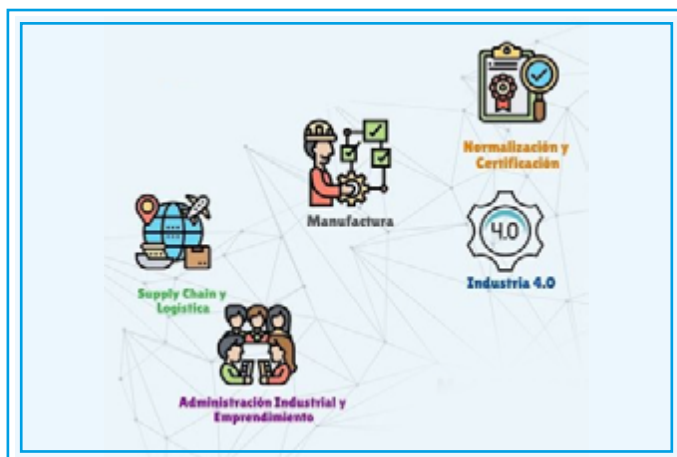 Normalización y
Certificación
Manufactura
4.0
Industria 4.0
Supply Chain y
Logística
Administración Industrial y
Emprendimiento